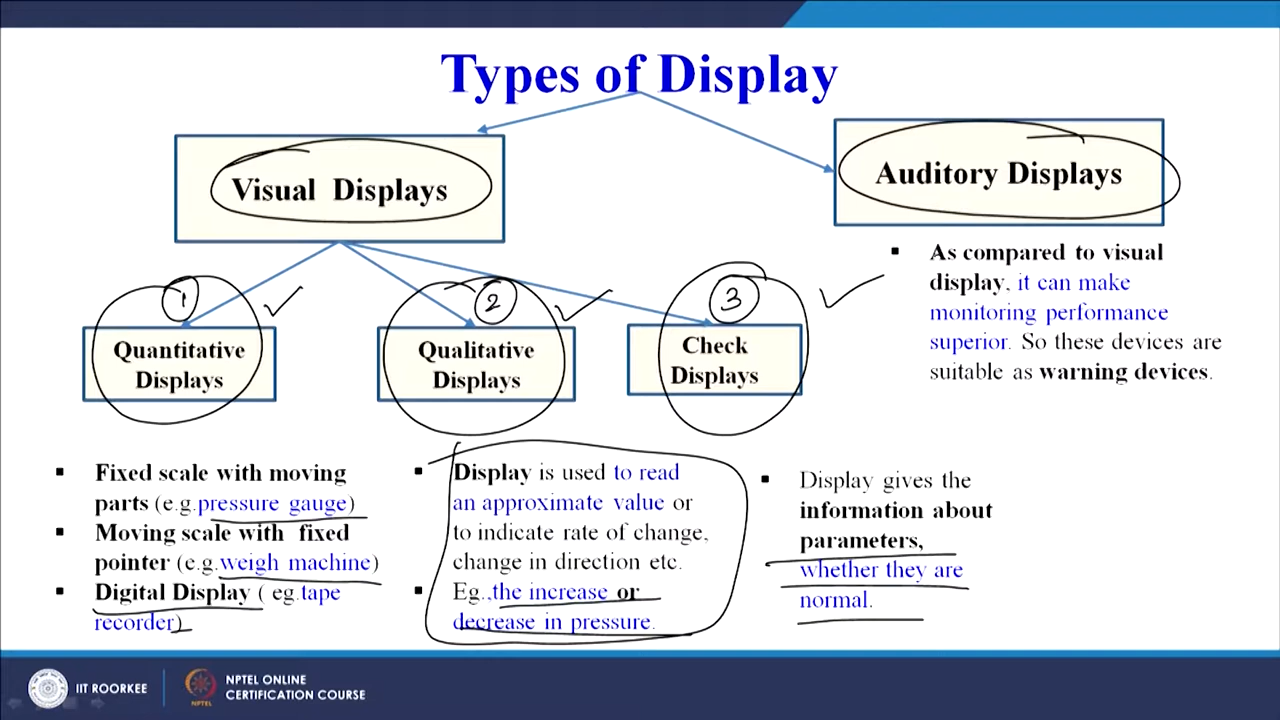 Types of Display
Visual Displays
Auditory Displays
1
2
3
Quantitative
Displays
Qualitative
Displays
Check
Displays
▪ As compared to visual
display, it can make
monitoring performance
superior. So these devices are
suitable as warning devices.
▪ Fixed scale with moving
parts (e.g.pressure gauge)
▪ Moving scale with fixed
pointer (e.g.weigh machine)
▪ Digital Display ( eg.tape
recorder)
▪ Display is used to read
an approximate value or
to indicate rate of change,
change in direction etc.
▪ Eg.,the increase or
decrease in pressure.
▪ Display gives the
information about
parameters,
whether they are
normal.
IIT ROORKEE
NPTEL
NPTEL ONLINE
CERTIFICATION COURSE